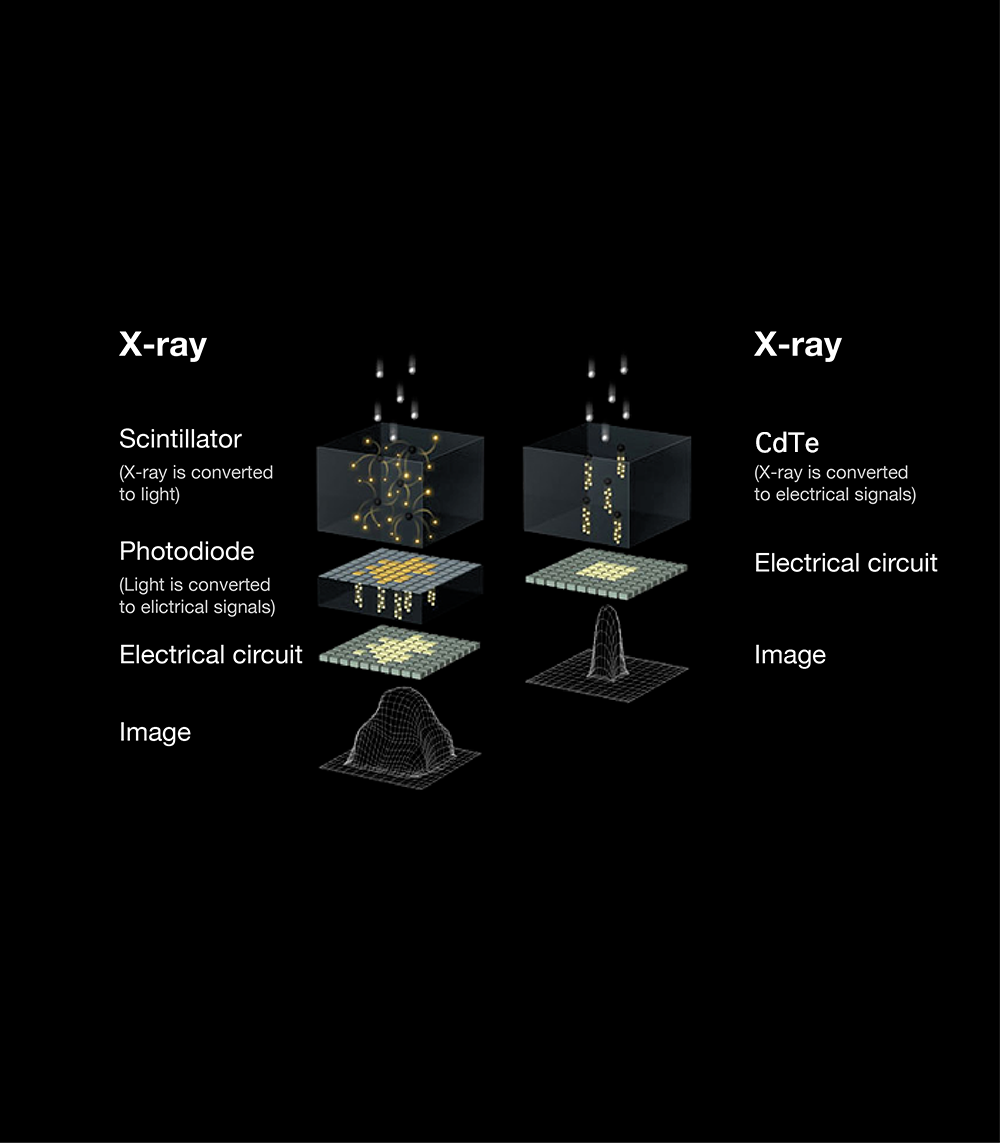 X-ray
Scintillator
(X-ray is converted
to light)
Photodiode
(Light is converted
to elictrical signals)
Electrical circuit
Image
X-ray
CdTe
(X-ray is converted
to electrical signals)
Electrical circuit
Image